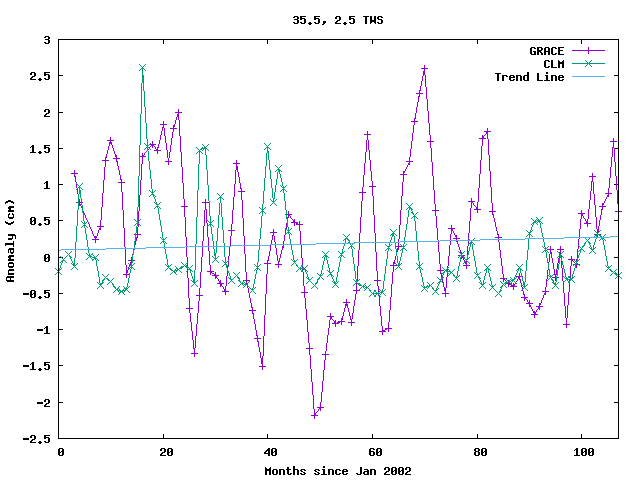 35.5, 2.5 TWS
GRACE
CLM
Trend Line
3
2.5
2
1.5
1
0.5
0
-0.5
-1
-1.5
-2
-2.5
Anomaly (cm)
0 20 40 60 80 100
Months since Jan 2002